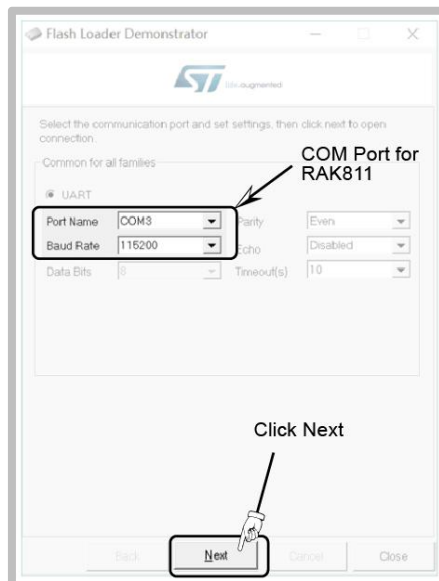 Flash Loader Demonstrator
life.augmented
Select the communication port and set settings, then click next to open
connection.
Common for all families
UART
COM Port for
RAK811
Port Name COM3 Parity Even
Baud Rate 115200 Echo Disabled
Data Bits 8 Timeout(s) 10
Click Next
Back Next Cancel Close